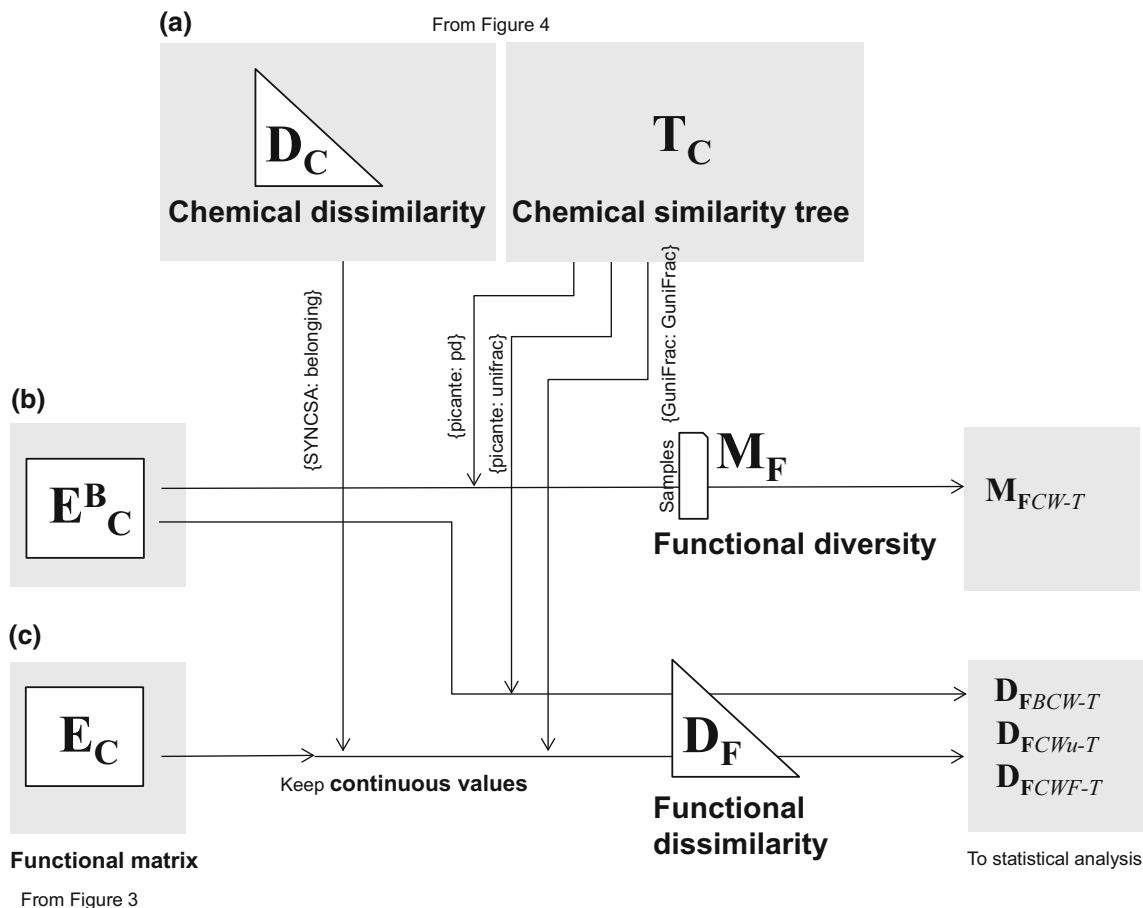 (a)
From Figure 4
D_C
T_C
Chemical dissimilarity
Chemical similarity tree
{SYNCSA: belonging}
{picante: pd}
{picante: unifrac}
{GuniFrac: GuniFrac}
(b)
E^B_C
Samples
M_F
M_FCW-T
Functional diversity
(c)
E_C
D_F
D_FBCW-T
D_FCWu-T
D_FCWF-T
Keep continuous values
Functional
dissimilarity
Functional matrix
To statistical analysis
From Figure 3